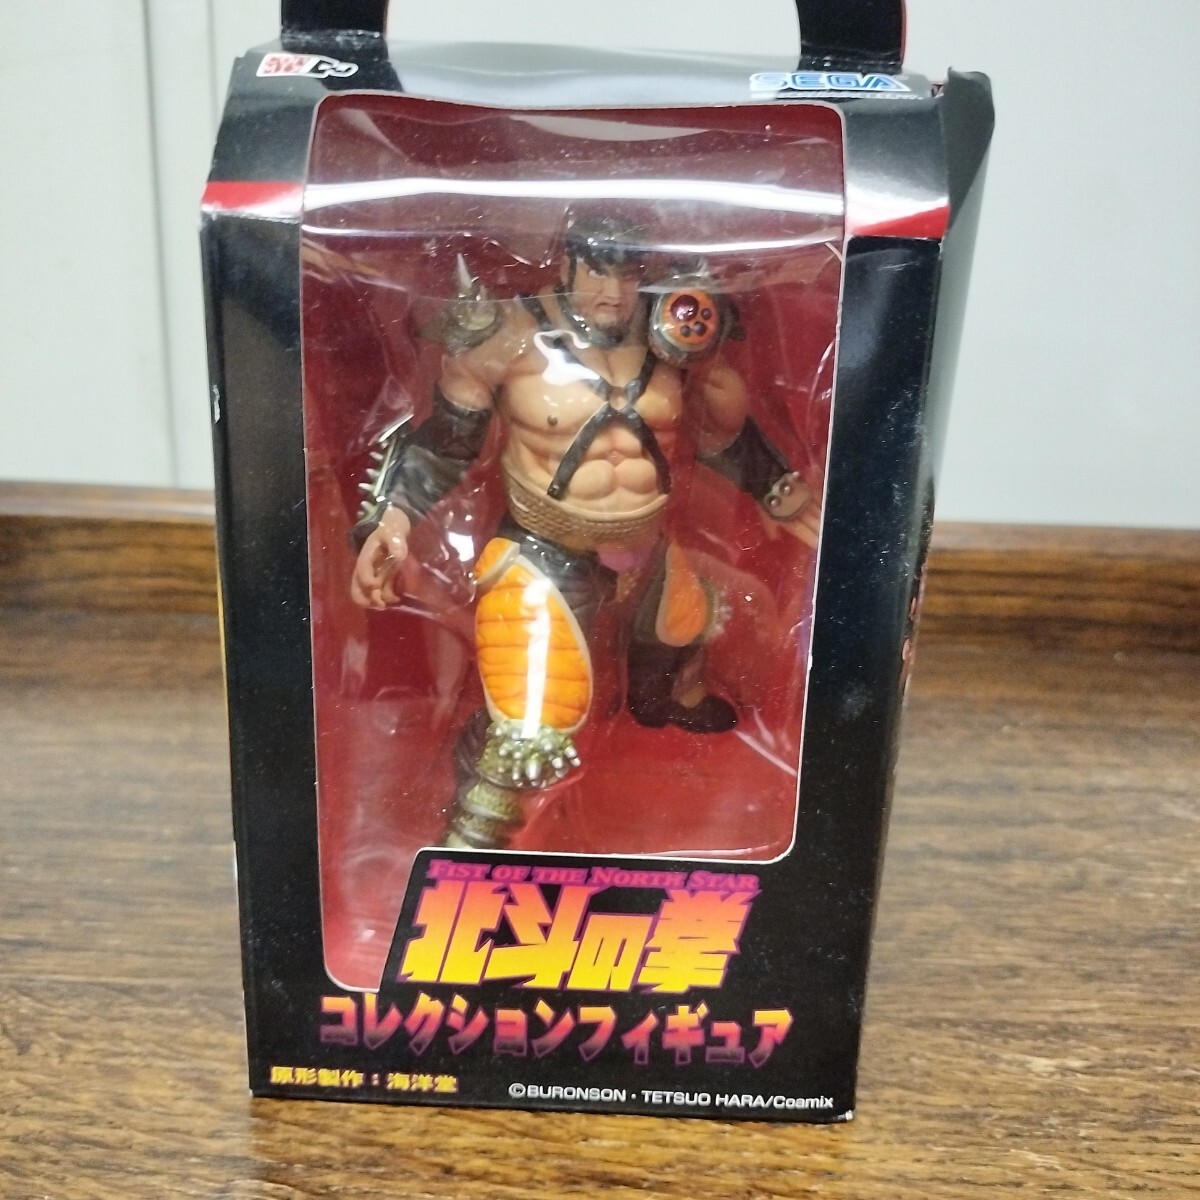 SEGA
FIST OF THE NORTH STAR
北斗の拳
コレクションフィギュア
原形製作：海洋堂
©BURONSON・TETSUO HARA/Coamix